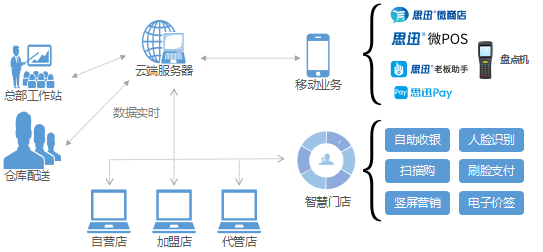 思迅®微商店
思迅®微POS
思迅®老板助手
Pay 思迅Pay
盘点机
云端服务器
移动业务
总部工作站
数据实时
仓库配送
智慧门店
自助收银
人脸识别
扫描购
刷脸支付
竖屏营销
电子价签
自营店
加盟店
代管店